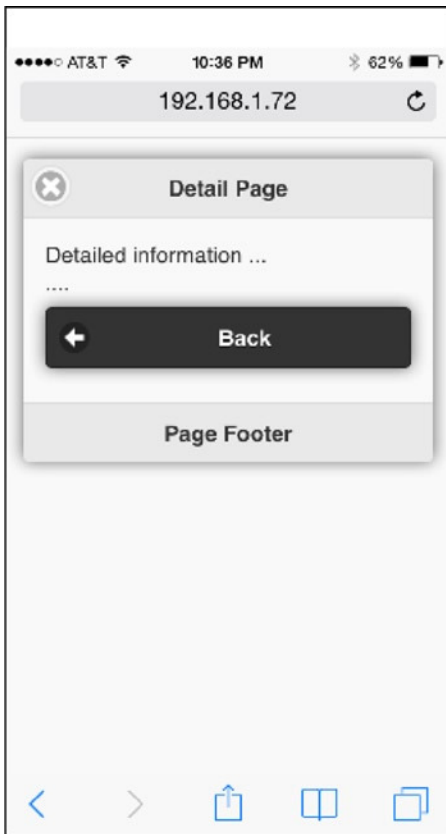 AT&T 10:36 PM 62%
192.168.1.72
Detail Page
Detailed information ...
....
Back
Page Footer